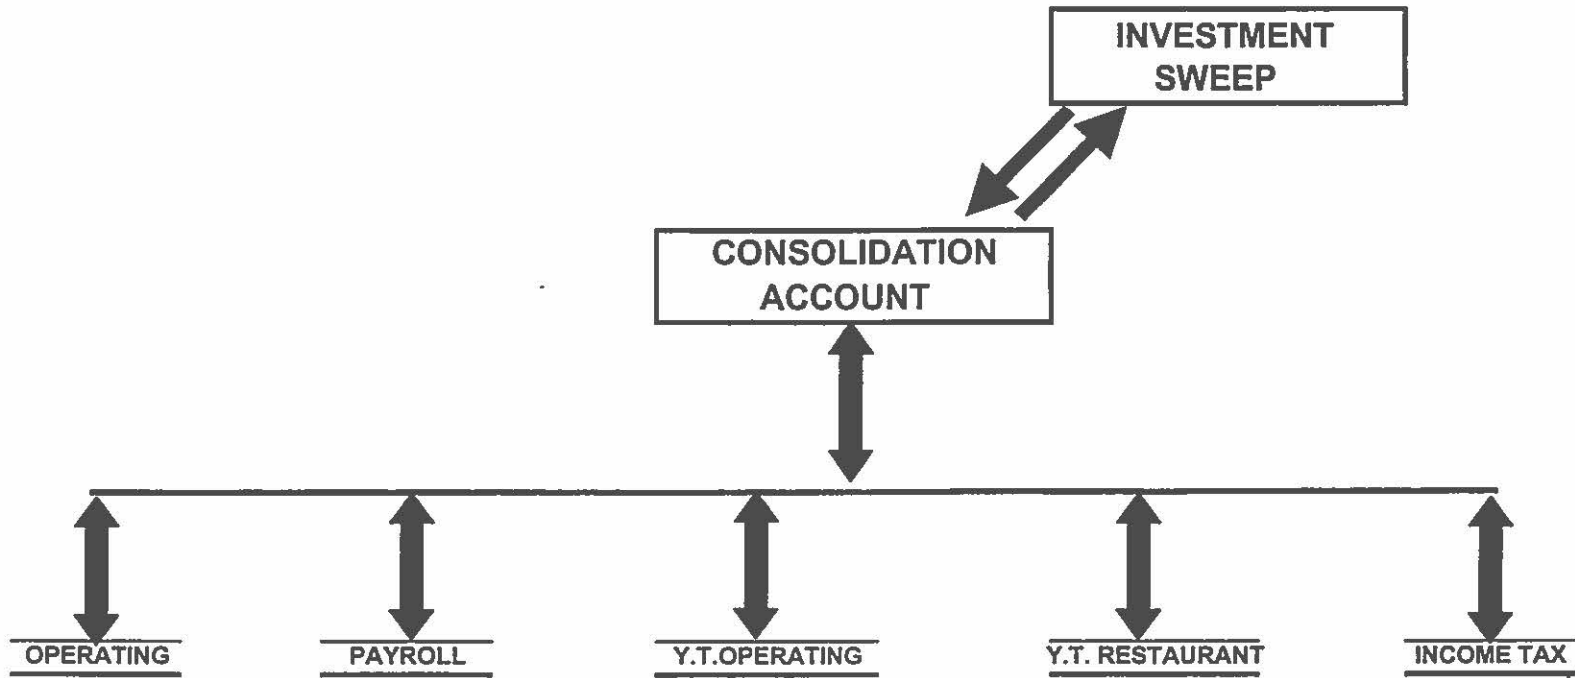 INVESTMENT
SWEEP
CONSOLIDATION
ACCOUNT
OPERATING
PAYROLL
Y.T.OPERATING
Y.T. RESTAURANT
INCOME TAX